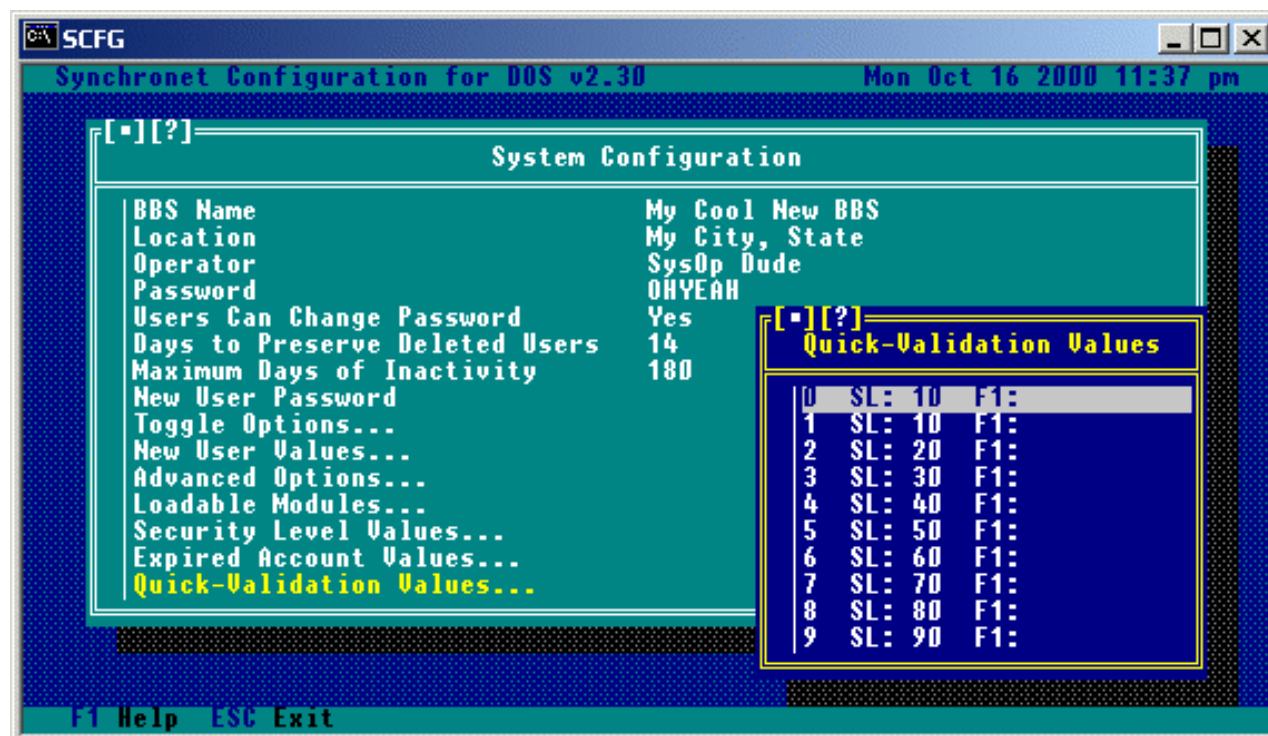 SCFG
Synchronet Configuration for DOS v2.30 Mon Oct 16 2000 11:37 pm
[▪][?]
System Configuration
BBS Name My Cool New BBS
Location My City, State
Operator SysOp Dude
Password OHYEAH
Users Can Change Password Yes
Days to Preserve Deleted Users 14
Maximum Days of Inactivity 180
New User Password
Toggle Options...
New User Values...
Advanced Options...
Loadable Modules...
Security Level Values...
Expired Account Values...
Quick-Validation Values...
[▪][?]
Quick-Validation Values
0 SL: 10 F1:
1 SL: 10 F1:
2 SL: 20 F1:
3 SL: 30 F1:
4 SL: 40 F1:
5 SL: 50 F1:
6 SL: 60 F1:
7 SL: 70 F1:
8 SL: 80 F1:
9 SL: 90 F1:
F1 Help ESC Exit